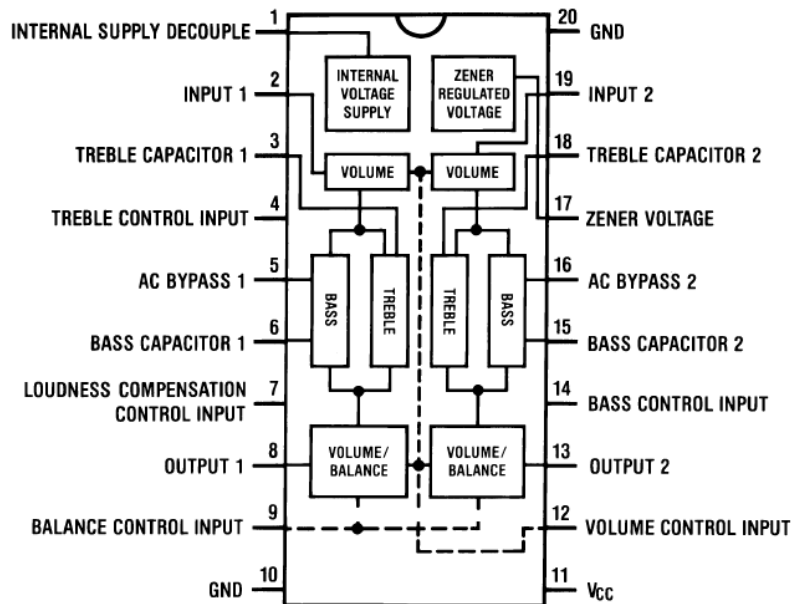 1
INTERNAL SUPPLY DECOUPLE
2
INPUT 1
3
TREBLE CAPACITOR 1
4
TREBLE CONTROL INPUT
5
AC BYPASS 1
6
BASS CAPACITOR 1
7
LOUDNESS COMPENSATION
CONTROL INPUT
8
OUTPUT 1
9
BALANCE CONTROL INPUT
10
GND
INTERNAL
VOLTAGE
SUPPLY
ZENER
REGULATED
VOLTAGE
VOLUME
VOLUME
BASS
TREBLE
TREBLE
BASS
VOLUME/
BALANCE
VOLUME/
BALANCE
20
GND
19
INPUT 2
18
TREBLE CAPACITOR 2
17
ZENER VOLTAGE
16
AC BYPASS 2
15
BASS CAPACITOR 2
14
BASS CONTROL INPUT
13
OUTPUT 2
12
VOLUME CONTROL INPUT
11
VCC